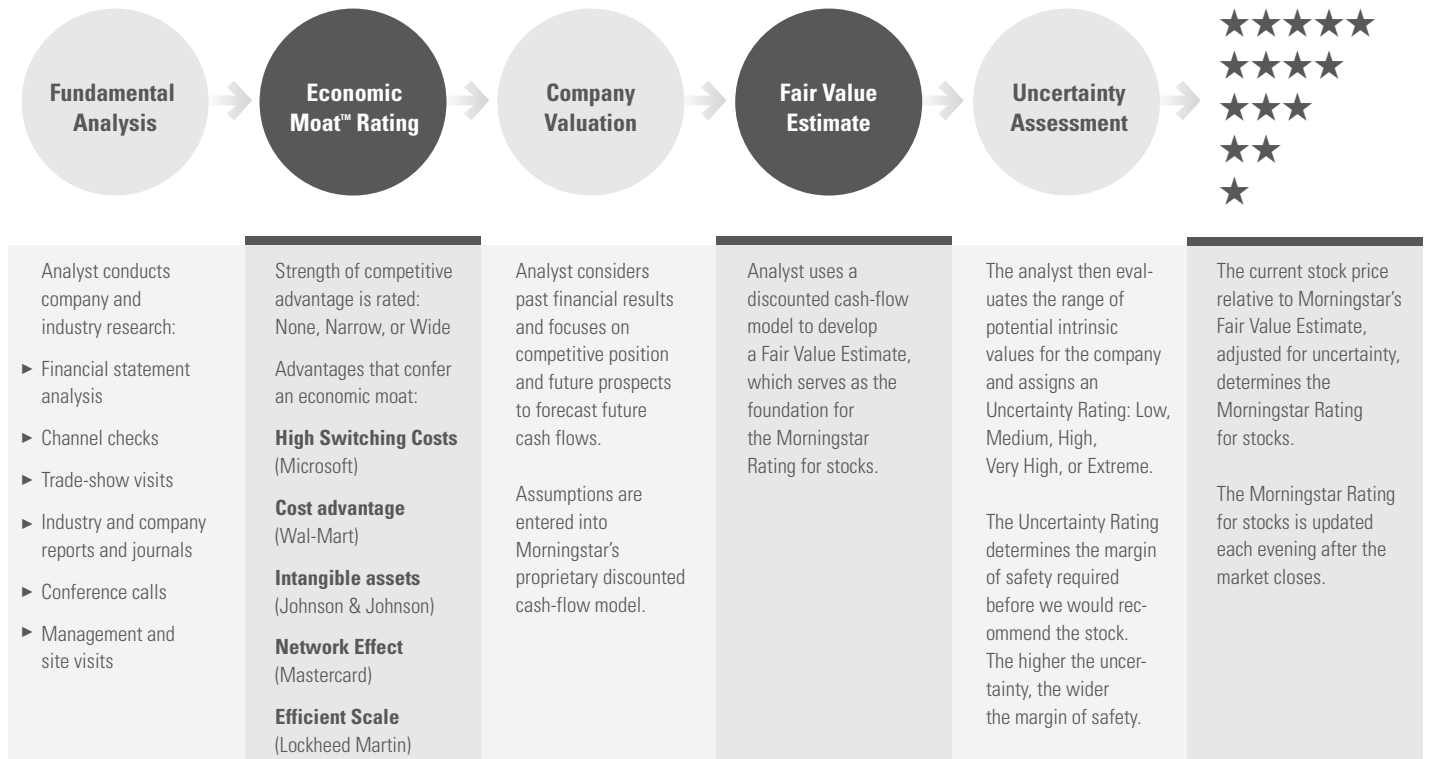 Fundamental
Analysis
Economic
Moat™ Rating
Company
Valuation
Fair Value
Estimate
Uncertainty
Assessment
Analyst conducts
company and
industry research:
► Financial statement
analysis
► Channel checks
► Trade-show visits
► Industry and company
reports and journals
► Conference calls
► Management and
site visits
Strength of competitive
advantage is rated:
None, Narrow, or Wide
Advantages that confer
an economic moat:
High Switching Costs
(Microsoft)
Cost advantage
(Wal-Mart)
Intangible assets
(Johnson & Johnson)
Network Effect
(Mastercard)
Efficient Scale
(Lockheed Martin)
Analyst considers
past financial results
and focuses on
competitive position
and future prospects
to forecast future
cash flows.
Assumptions are
entered into
Morningstar’s
proprietary discounted
cash-flow model.
Analyst uses a
discounted cash-flow
model to develop
a Fair Value Estimate,
which serves as the
foundation for
the Morningstar
Rating for stocks.
The analyst then eval-
uates the range of
potential intrinsic
values for the company
and assigns an
Uncertainty Rating: Low,
Medium, High,
Very High, or Extreme.
The Uncertainty Rating
determines the margin
of safety required
before we would rec-
ommend the stock.
The higher the uncer-
tainty, the wider
the margin of safety.
The current stock price
relative to Morningstar’s
Fair Value Estimate,
adjusted for uncertainty,
determines the
Morningstar Rating
for stocks.
The Morningstar Rating
for stocks is updated
each evening after the
market closes.